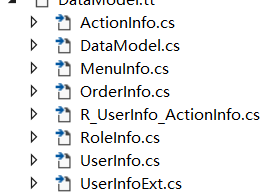 DataModel.tt
ActionInfo.cs
DataModel.cs
MenuInfo.cs
OrderInfo.cs
R_UserInfo_ActionInfo.cs
RoleInfo.cs
UserInfo.cs
UserInfoExt.cs